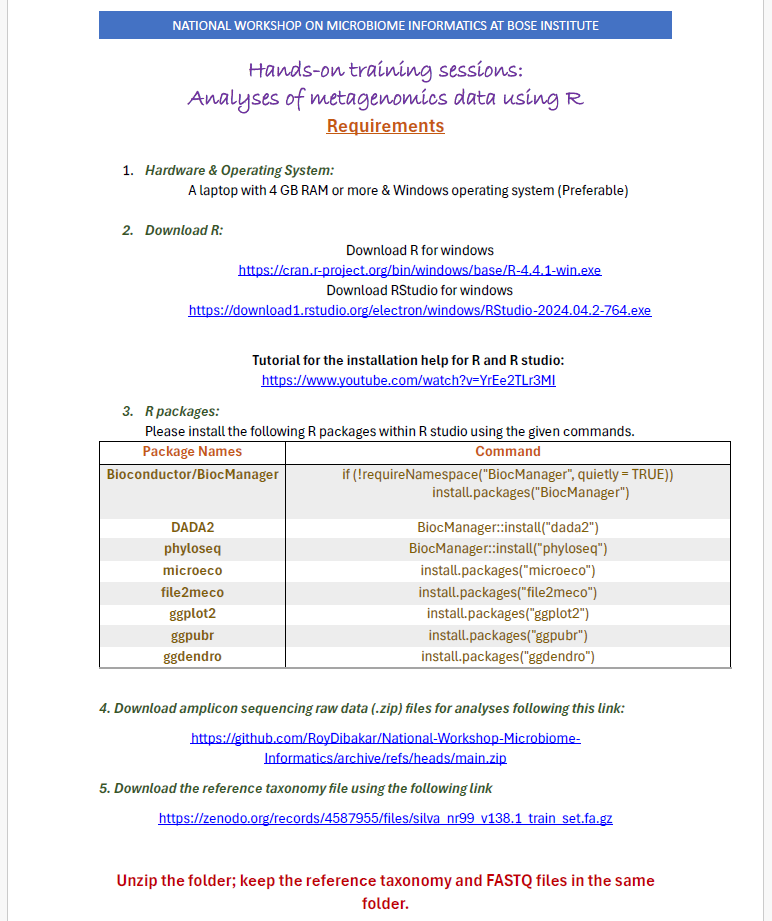 NATIONAL WORKSHOP ON MICROBIOME INFORMATICS AT BOSE INSTITUTE
Hands-on training sessions:
Analyses of metagenomics data using R
Requirements
1. Hardware & Operating System:
A laptop with 4 GB RAM or more & Windows operating system (Preferable)
2. Download R:
Download R for windows
https://cran.r-project.org/bin/windows/base/R-4.4.1-win.exe
Download RStudio for windows
https://download1.rstudio.org/electron/windows/RStudio-2024.04.2-764.exe
Tutorial for the installation help for R and R studio:
https://www.youtube.com/watch?v=YrEe2TLr3MI
3. R packages:
Please install the following R packages within R studio using the given commands.
Package Names Command
Bioconductor/BiocManager if (!requireNamespace("BiocManager", quietly = TRUE))
install.packages("BiocManager")
DADA2 BiocManager::install("dada2")
phyloseq BiocManager::install("phyloseq")
microeco install.packages("microeco")
file2meco install.packages("file2meco")
ggplot2 install.packages("ggplot2")
ggpubr install.packages("ggpubr")
ggdendro install.packages("ggdendro")
4. Download amplicon sequencing raw data (.zip) files for analyses following this link:
https://github.com/RoyDibakar/National-Workshop-Microbiome-
Informatics/archive/refs/heads/main.zip
5. Download the reference taxonomy file using the following link
https://zenodo.org/records/4587955/files/silva_nr99_v138.1_train_set.fa.gz
Unzip the folder; keep the reference taxonomy and FASTQ files in the same
folder.